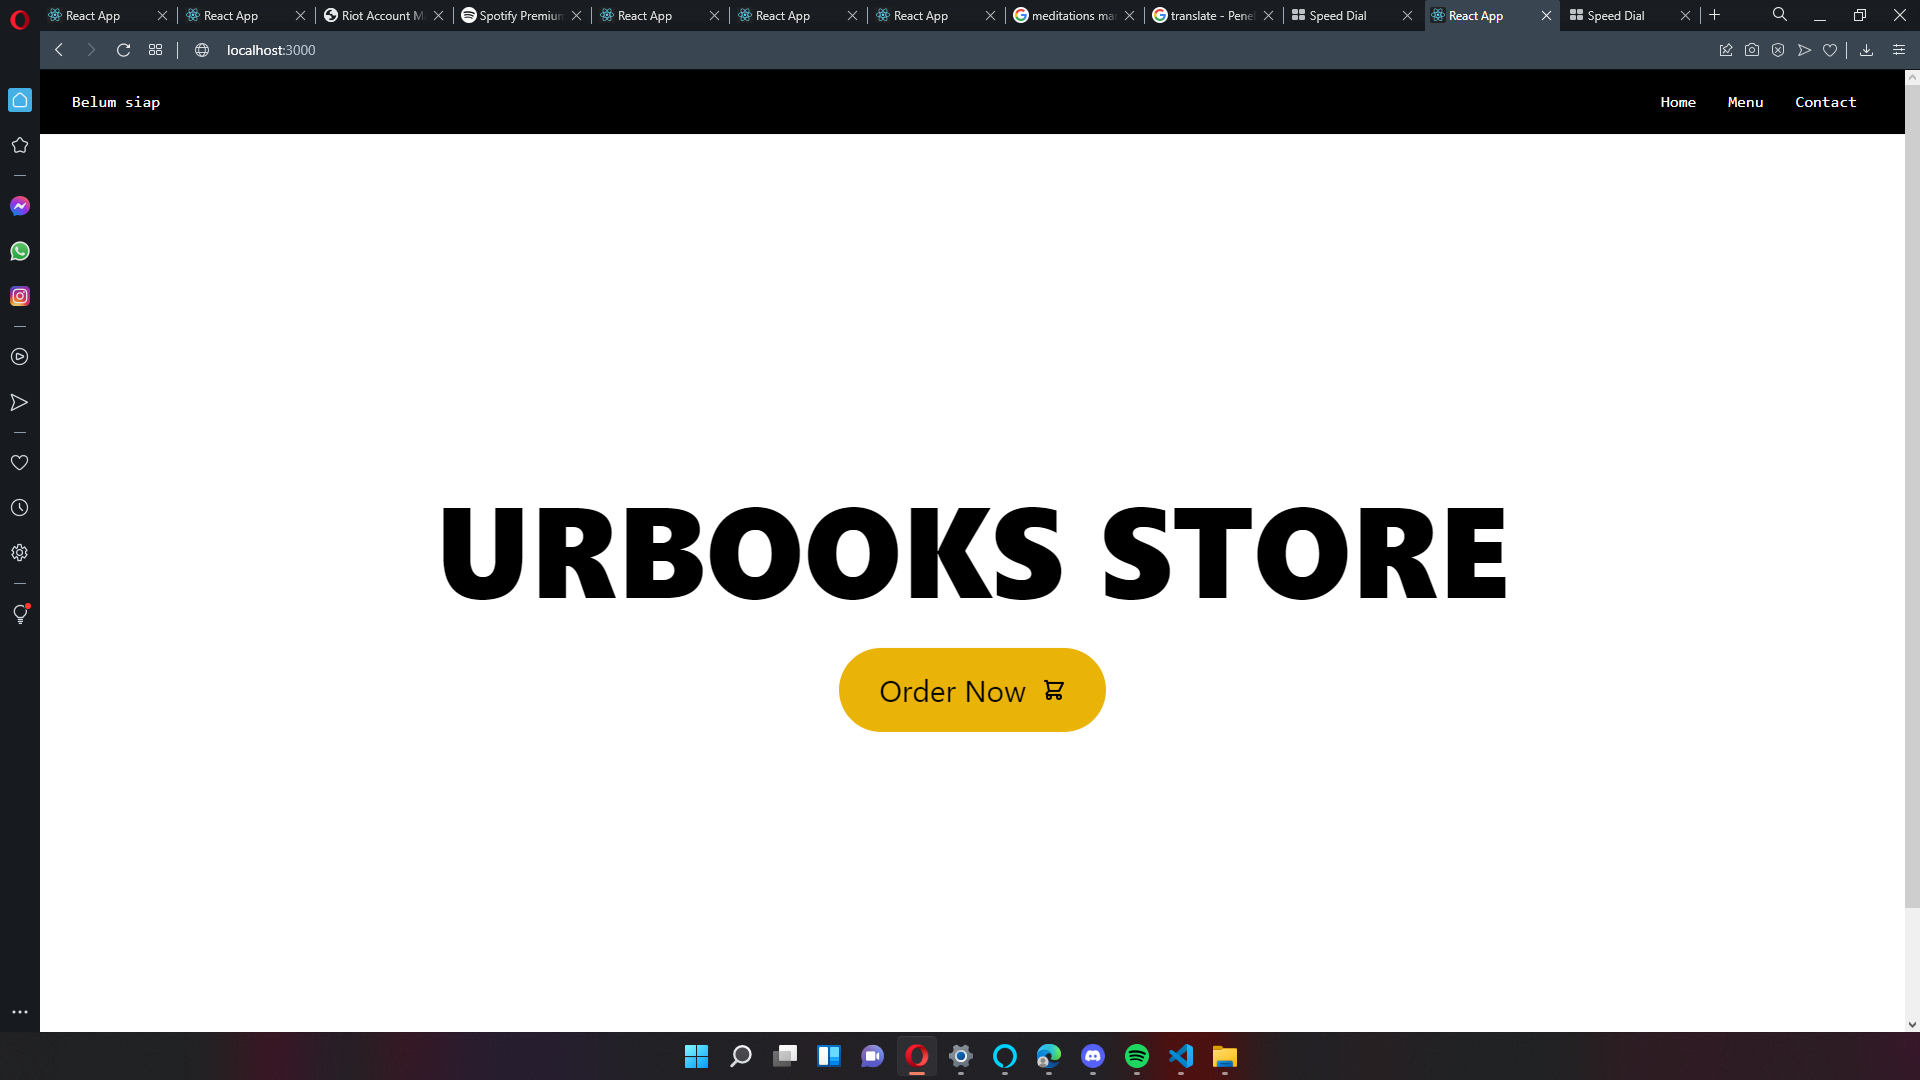 React App
React App
Riot Account M
Spotify Premium
React App
React App
React App
meditations mar
translate - Pene
Speed Dial
React App
Speed Dial
localhost:3000
Belum siap
Home
Menu
Contact
URBOOKS STORE
Order Now